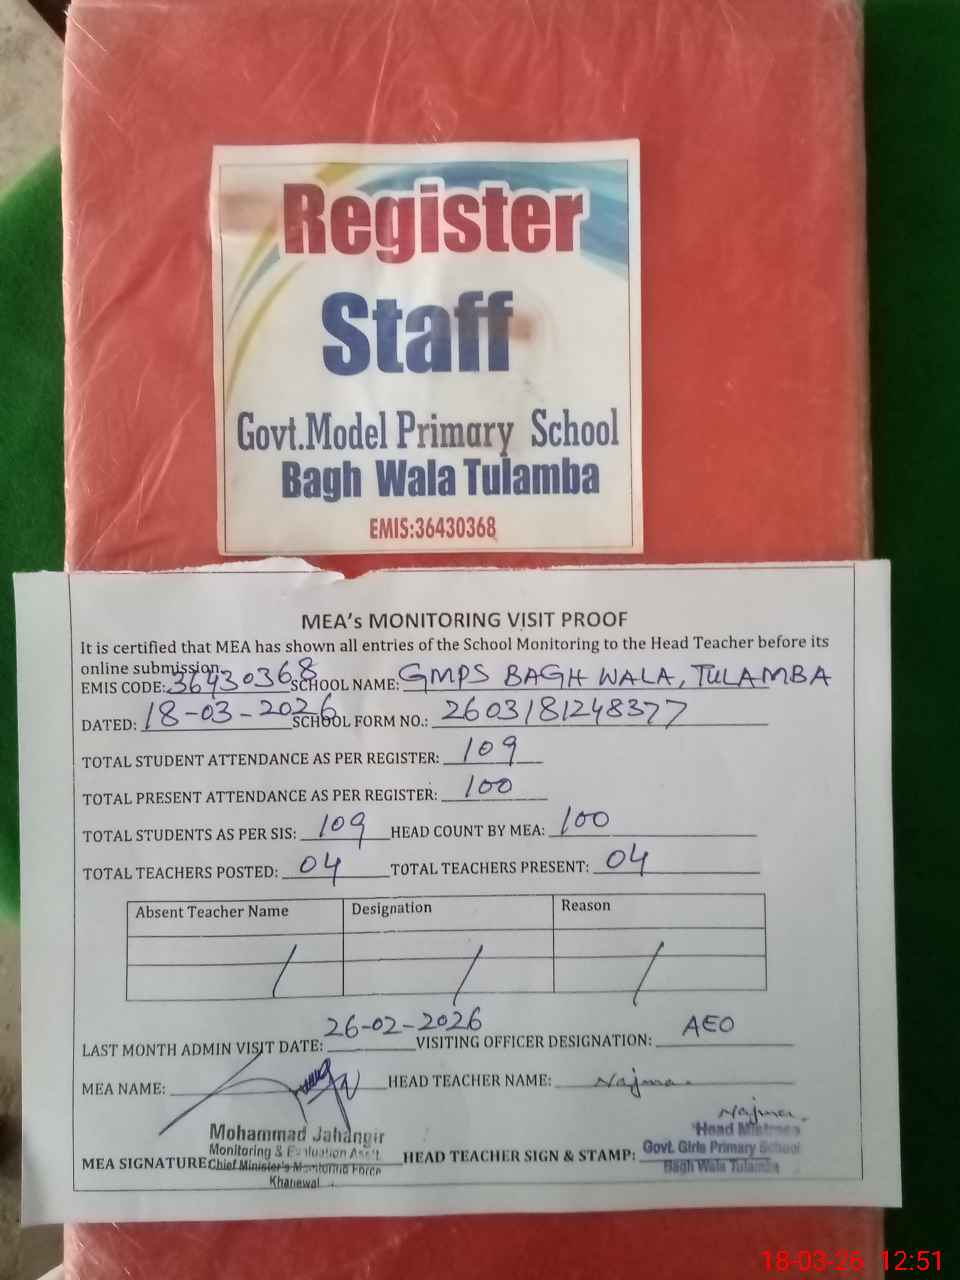 Register
Staff
Govt.Model Primary School
Bagh Wala Tulamba
EMIS:36430368
MEA's MONITORING VISIT PROOF
It is certified that MEA has shown all entries of the School Monitoring to the Head Teacher before its
online submission.
EMIS CODE: 36430368 SCHOOL NAME: GMPS BAGH WALA, TULAMBA
DATED: 18-03-2026 SCHOOL FORM NO.: 2603181248377
TOTAL STUDENT ATTENDANCE AS PER REGISTER: 109
TOTAL PRESENT ATTENDANCE AS PER REGISTER: 100
TOTAL STUDENTS AS PER SIS: 109 HEAD COUNT BY MEA: 100
TOTAL TEACHERS POSTED: 04 TOTAL TEACHERS PRESENT: 04
Absent Teacher Name Designation Reason
/ / /
LAST MONTH ADMIN VISIT DATE: 26-02-2026 VISITING OFFICER DESIGNATION: AEO
MEA NAME: HEAD TEACHER NAME: Najma.
Najma.
Mohammad Jahangir
Monitoring & Evaluation Ass't.
Chief Minister's Monitoring Force
Khanewal
MEA SIGNATURE: HEAD TEACHER SIGN & STAMP:
Head Mistress
Govt. Girls Primary School
Bagh Wala Tulamba
18-03-26 12:51